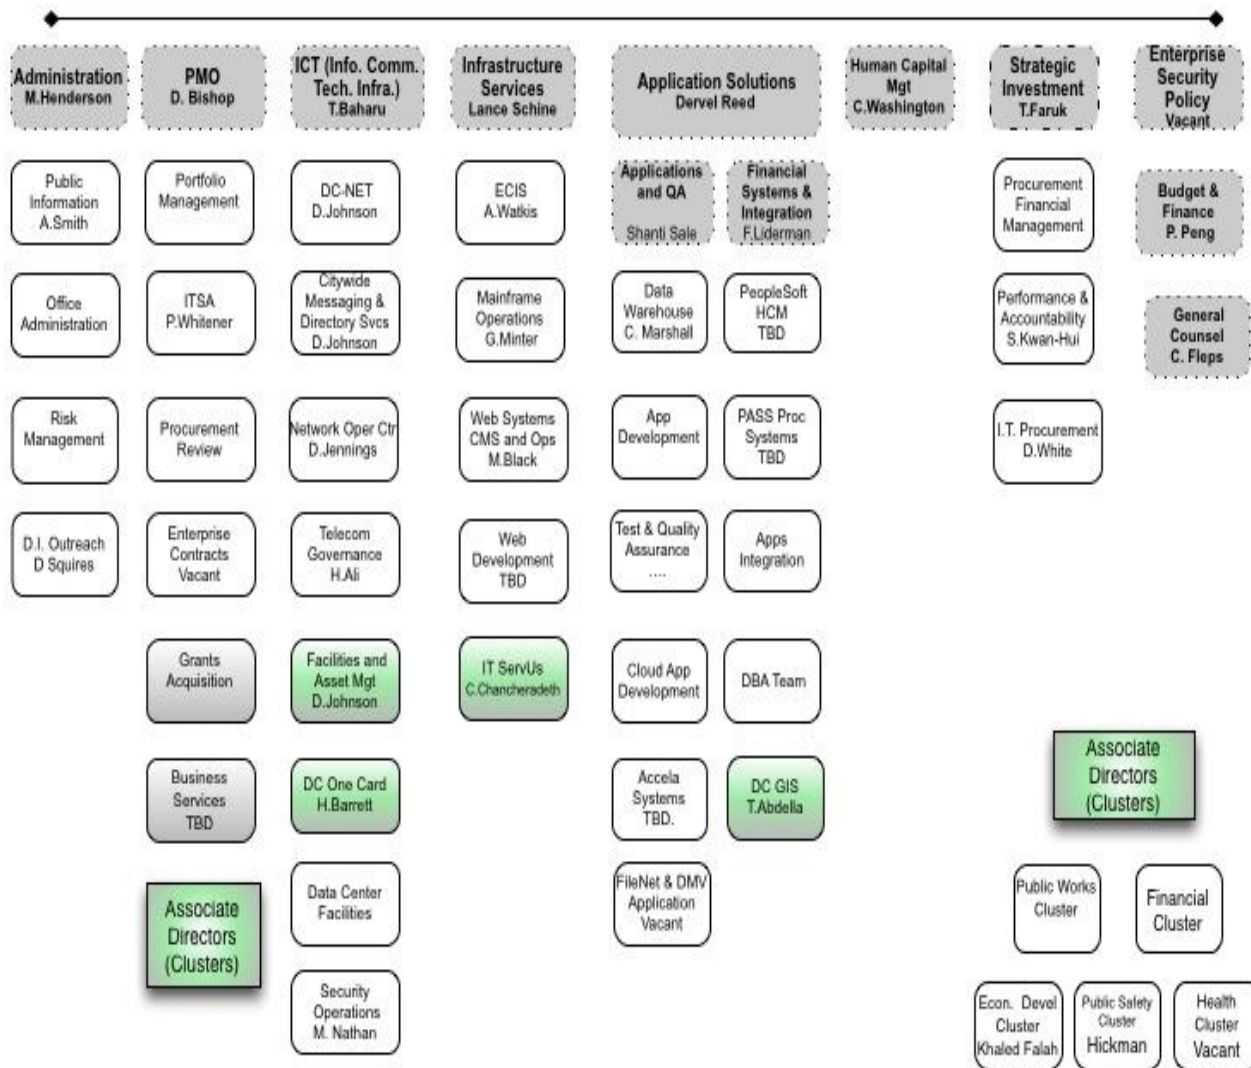 Administration
M.Henderson
PMO
D. Bishop
ICT (Info. Comm.
Tech. Infra.)
T.Baharu
Infrastructure
Services
Lance Schine
Application Solutions
Dervel Reed
Human Capital
Mgt
C.Washington
Strategic
Investment
T.Faruk
Enterprise
Security
Policy
Vacant
Public
Information
A.Smith
Portfolio
Management
DC-NET
D.Johnson
ECIS
A.Watkis
Applications
and QA
Shanti Sale
Financial
Systems &
Integration
F.Liderman
Procurement
Financial
Management
Budget &
Finance
P. Peng
Office
Administration
ITSA
P.Whitener
Citywide
Messaging &
Directory Svcs
D.Johnson
Mainframe
Operations
G.Minter
Data
Warehouse
C. Marshall
PeopleSoft
HCM
TBD
Performance &
Accountability
S.Kwan-Hui
General
Counsel
C. Fleps
Risk
Management
Procurement
Review
Network Oper Ctr
D.Jennings
Web Systems
CMS and Ops
M.Black
App
Development
PASS Proc
Systems
TBD
I.T. Procurement
D.White
D.I. Outreach
D Squires
Enterprise
Contracts
Vacant
Telecom
Governance
H.Ali
Web
Development
TBD
Test & Quality
Assurance
....
Apps
Integration
Grants
Acquisition
Facilities and
Asset Mgt
D.Johnson
IT ServUs
C.Chancheradeth
Cloud App
Development
DBA Team
Business
Services
TBD
DC One Card
H.Barrett
Accela
Systems
TBD.
DC GIS
T.Abdella
Associate
Directors
(Clusters)
Associate
Directors
(Clusters)
Data Center
Facilities
FileNet & DMV
Application
Vacant
Public Works
Cluster
Financial
Cluster
Security
Operations
M. Nathan
Econ. Devel
Cluster
Khaled Falah
Public Safety
Cluster
Hickman
Health
Cluster
Vacant